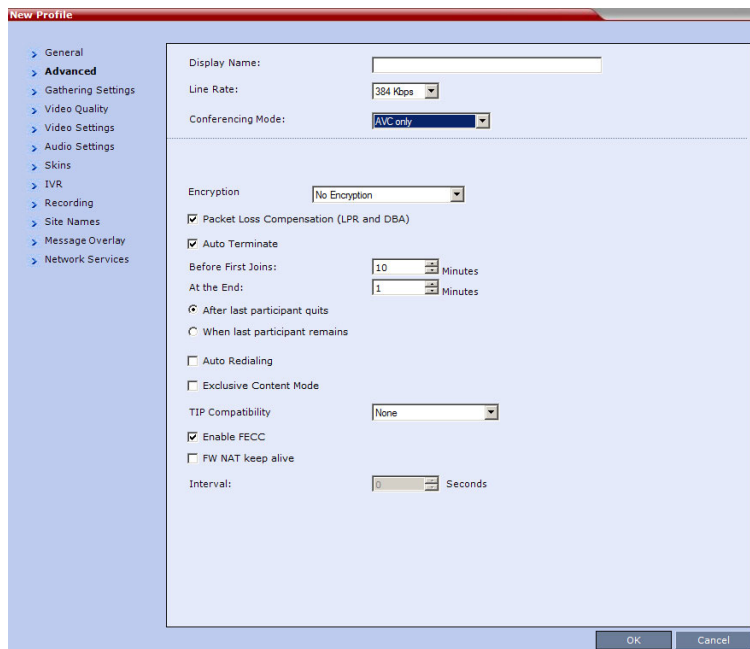 New Profile
General
Advanced
Gathering Settings
Video Quality
Video Settings
Audio Settings
Skins
IVR
Recording
Site Names
Message Overlay
Network Services
Display Name:
Line Rate: 384 Kbps
Conferencing Mode: AVC only
Encryption No Encryption
Packet Loss Compensation (LPR and DBA)
Auto Terminate
Before First Joins: 10 Minutes
At the End: 1 Minutes
After last participant quits
When last participant remains
Auto Redialing
Exclusive Content Mode
TIP Compatibility None
Enable FECC
FW NAT keep alive
Interval: 0 Seconds
OK Cancel